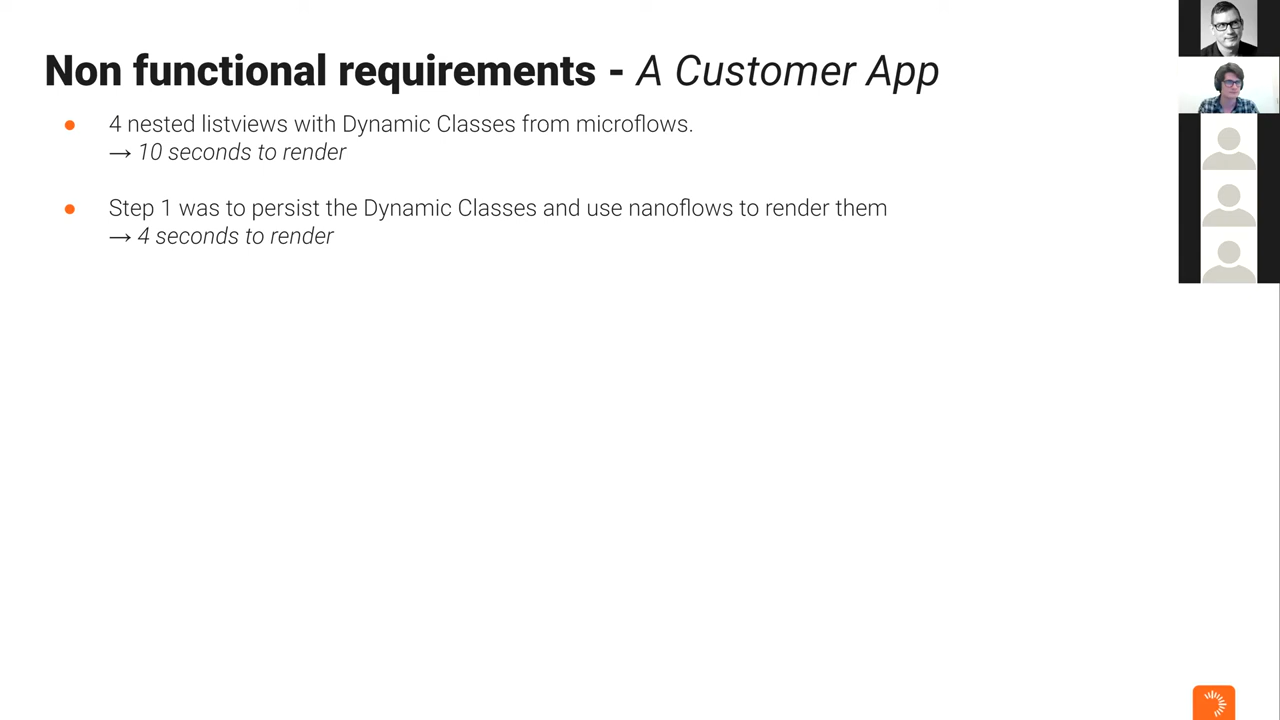 Non functional requirements - A Customer App
● 4 nested listviews with Dynamic Classes from microflows.
→ 10 seconds to render
● Step 1 was to persist the Dynamic Classes and use nanoflows to render them
→ 4 seconds to render